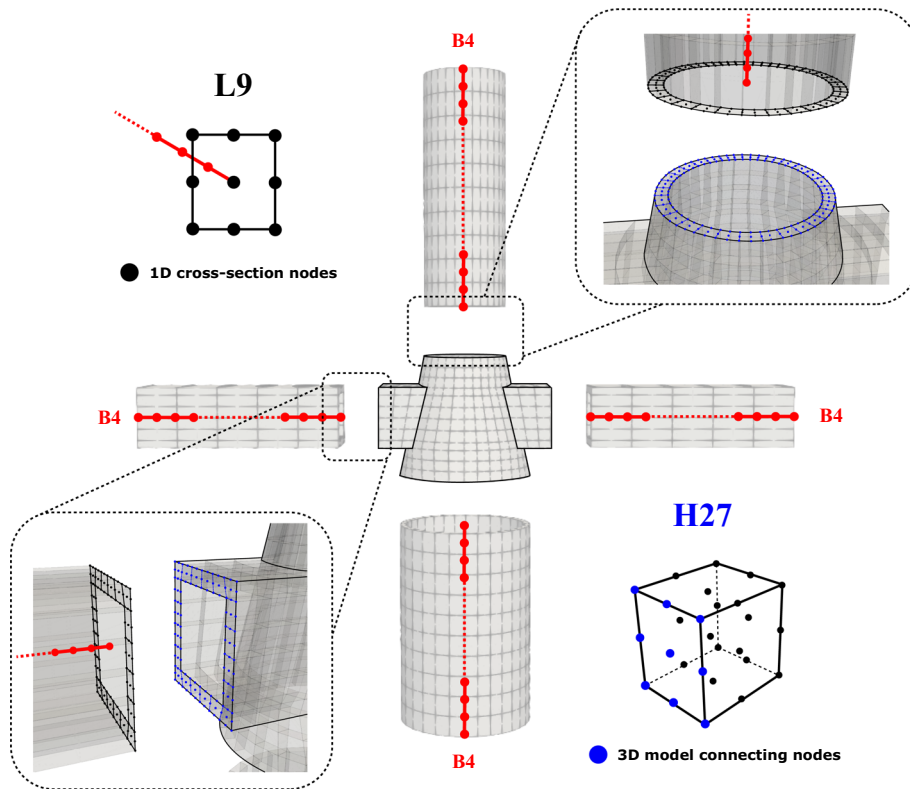 B4
L9
1D cross-section nodes
B4
B4
H27
B4
3D model connecting nodes